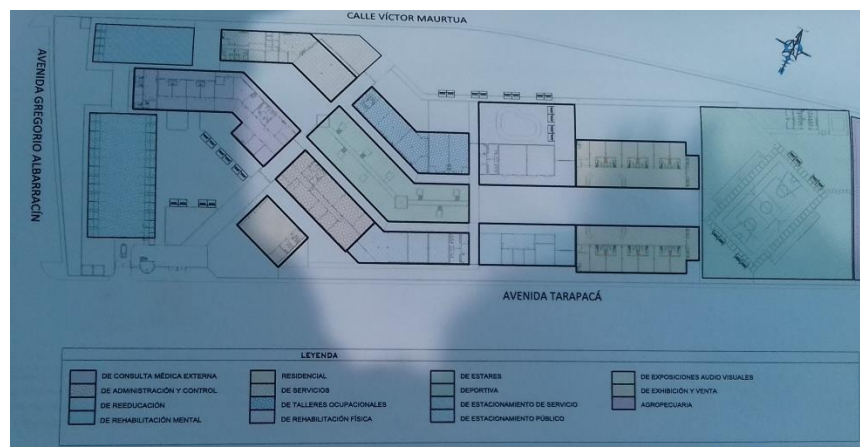 CALLE VÍCTOR MAURTUA
AVENIDA GREGORIO ALBARRACÍN
AVENIDA TARAPACÁ
LEYENDA
DE CONSULTA MÉDICA EXTERNA
DE ADMINISTRACIÓN Y CONTROL
DE REEDUCACIÓN
DE REHABILITACIÓN MENTAL
RESIDENCIAL
DE SERVICIOS
DE TALLERES OCUPACIONALES
DE REHABILITACIÓN FÍSICA
DE ESTARES
DEPORTIVA
DE ESTACIONAMIENTO DE SERVICIO
DE ESTACIONAMIENTO PÚBLICO
DE EXPOSICIONES AUDIO VISUALES
DE EXHIBICIÓN Y VENTA
AGROPECUARIA